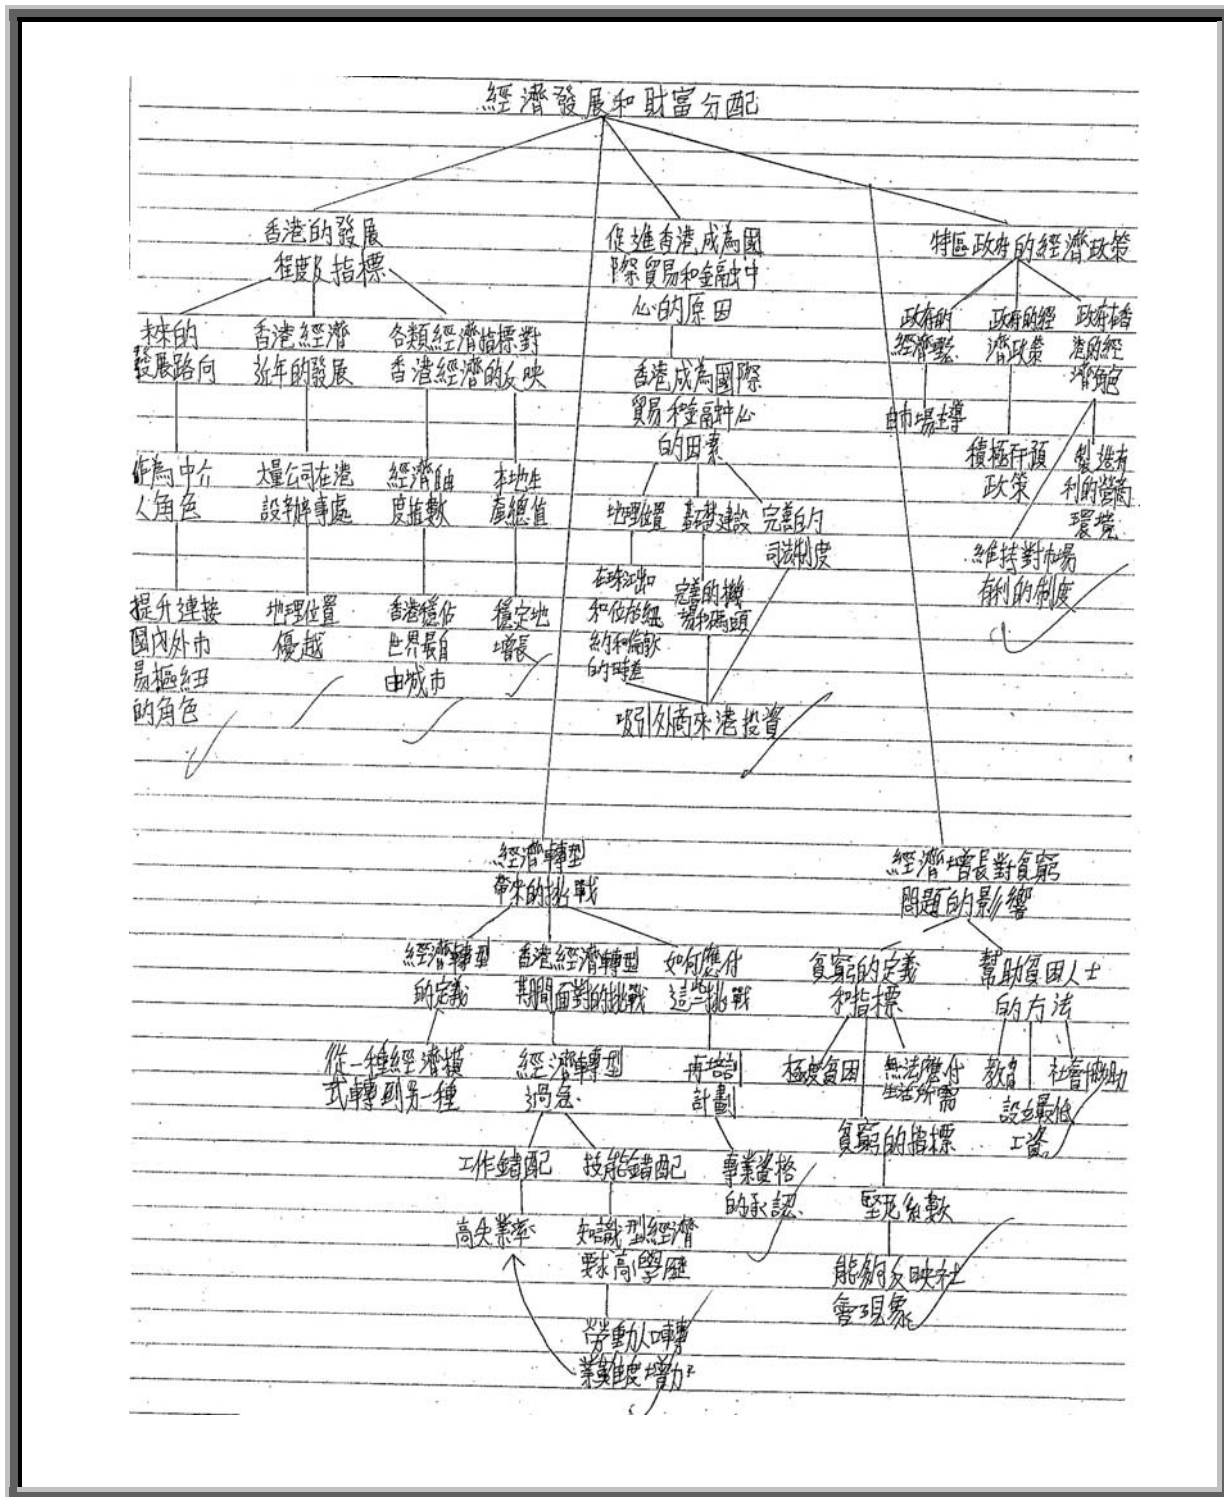 經濟發展和財富分配
香港的發展
程度及指標
促進香港成為國
際貿易和金融中
心的原因
特區政府的經濟政策
未來的
發展路向
香港經濟
近年的發展
各類經濟指標對
香港經濟的反映
香港成為國際
貿易和金融中心
的因素
政府的
政府的經
濟政策
政府在香
港的經
濟角色
由市場主導
積極干預
政策
製造有
利的營商
環境
維持對市場
有利的制度
作為中介
人角色
大量公司在港
設辦事處
經濟自由
度指數
本地生
產總值
地理位置
基礎建設
完善的
司法制度
提升連接
國內外市
易樞紐
的角色
地理位置
優越
香港穩佔
世界最自
由城市
穩定地
增長
在珠江出口
和位於紐
約和倫敦
的時差
完善的機
場和碼頭
吸引外商來港投資
經濟轉型
帶來的挑戰
經濟增長對貧窮
問題的影響
經濟轉型
的定義
香港經濟轉型
期間面對的挑戰
如何應付
這些挑戰
貧窮的定義
和指標
幫助貧困人士
的方法
從一種經濟模
式轉到另一種
經濟轉型
過急
再培訓
計劃
極度貧困
無法應付
生活所需
教育
社會協助
設立最低
工資
貧窮的指標
工作錯配
技能錯配
專業資格
的承認
堅尼系數
高失業率
知識型經濟
要求高學歷
能夠反映社
會現象
勞動人口轉
業難度增加